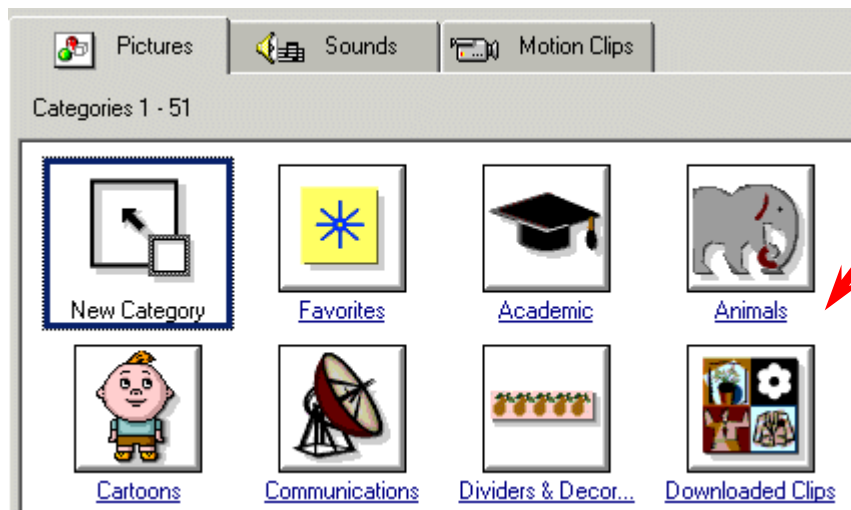 Pictures Sounds Motion Clips
Categories 1 - 51
New Category Favorites Academic Animals
Cartoons Communications Dividers & Decor... Downloaded Clips